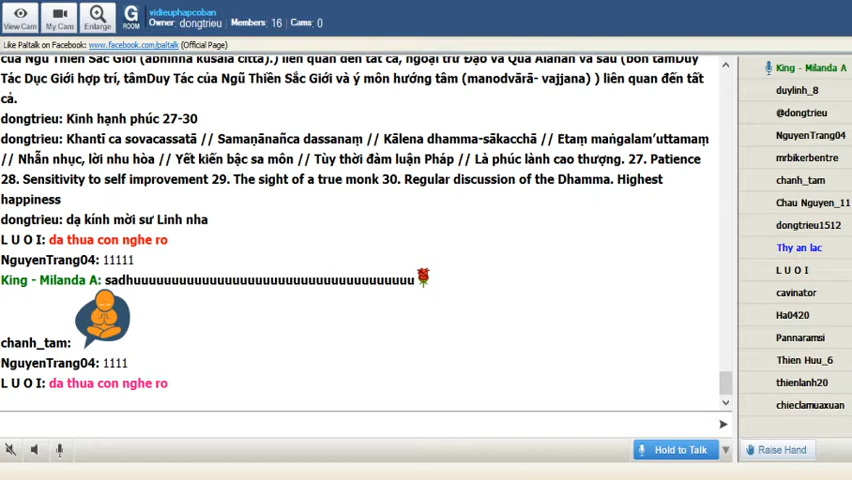 vidieuphapcoban
Owner: dongtrieu Members: 16 Cams: 0
View Cam My Cam Enlarge G ROOM
Like Paltalk on Facebook: www.facebook.com/paltalk (Official Page)
Tác Dục Giới hợp trí, tâmDuy Tác của Ngũ Thiền Sắc Giới và ý môn hướng tâm (manodvārā- vajjana) ) liên quan đến tất
cả.
dongtrieu: Kinh hạnh phúc 27-30
dongtrieu: Khantī ca sovacassatā // Samaṇānañca dassanaṃ // Kālena dhamma-sākacchā // Etaṃ maṅgalam’uttamaṃ
// Nhẫn nhục, lời nhu hòa // Yết kiến bậc sa môn // Tùy thời đàm luận Pháp // Là phúc lành cao thượng. 27. Patience
28. Sensitivity to self improvement 29. The sight of a true monk 30. Regular discussion of the Dhamma. Highest
happiness
dongtrieu: dạ kính mời sư Linh nha
L U O I: da thua con nghe ro
NguyenTrang04: 11111
King - Milanda A: sadhuuuuuuuuuuuuuuuuuuuuuuuuuuuuuuuuuuuuu
chanh_tam:
NguyenTrang04: 1111
L U O I: da thua con nghe ro
Hold to Talk
King - Milanda A
duylinh_8
@dongtrieu
NguyenTrang04
mrbikerbentre
chanh_tam
Chau Nguyen_11
dongtrieu1512
Thy an lac
L U O I
cavinator
Ha0420
Pannaramsi
Thien Huu_6
thienlanh20
chieclamuaxuan
Raise Hand